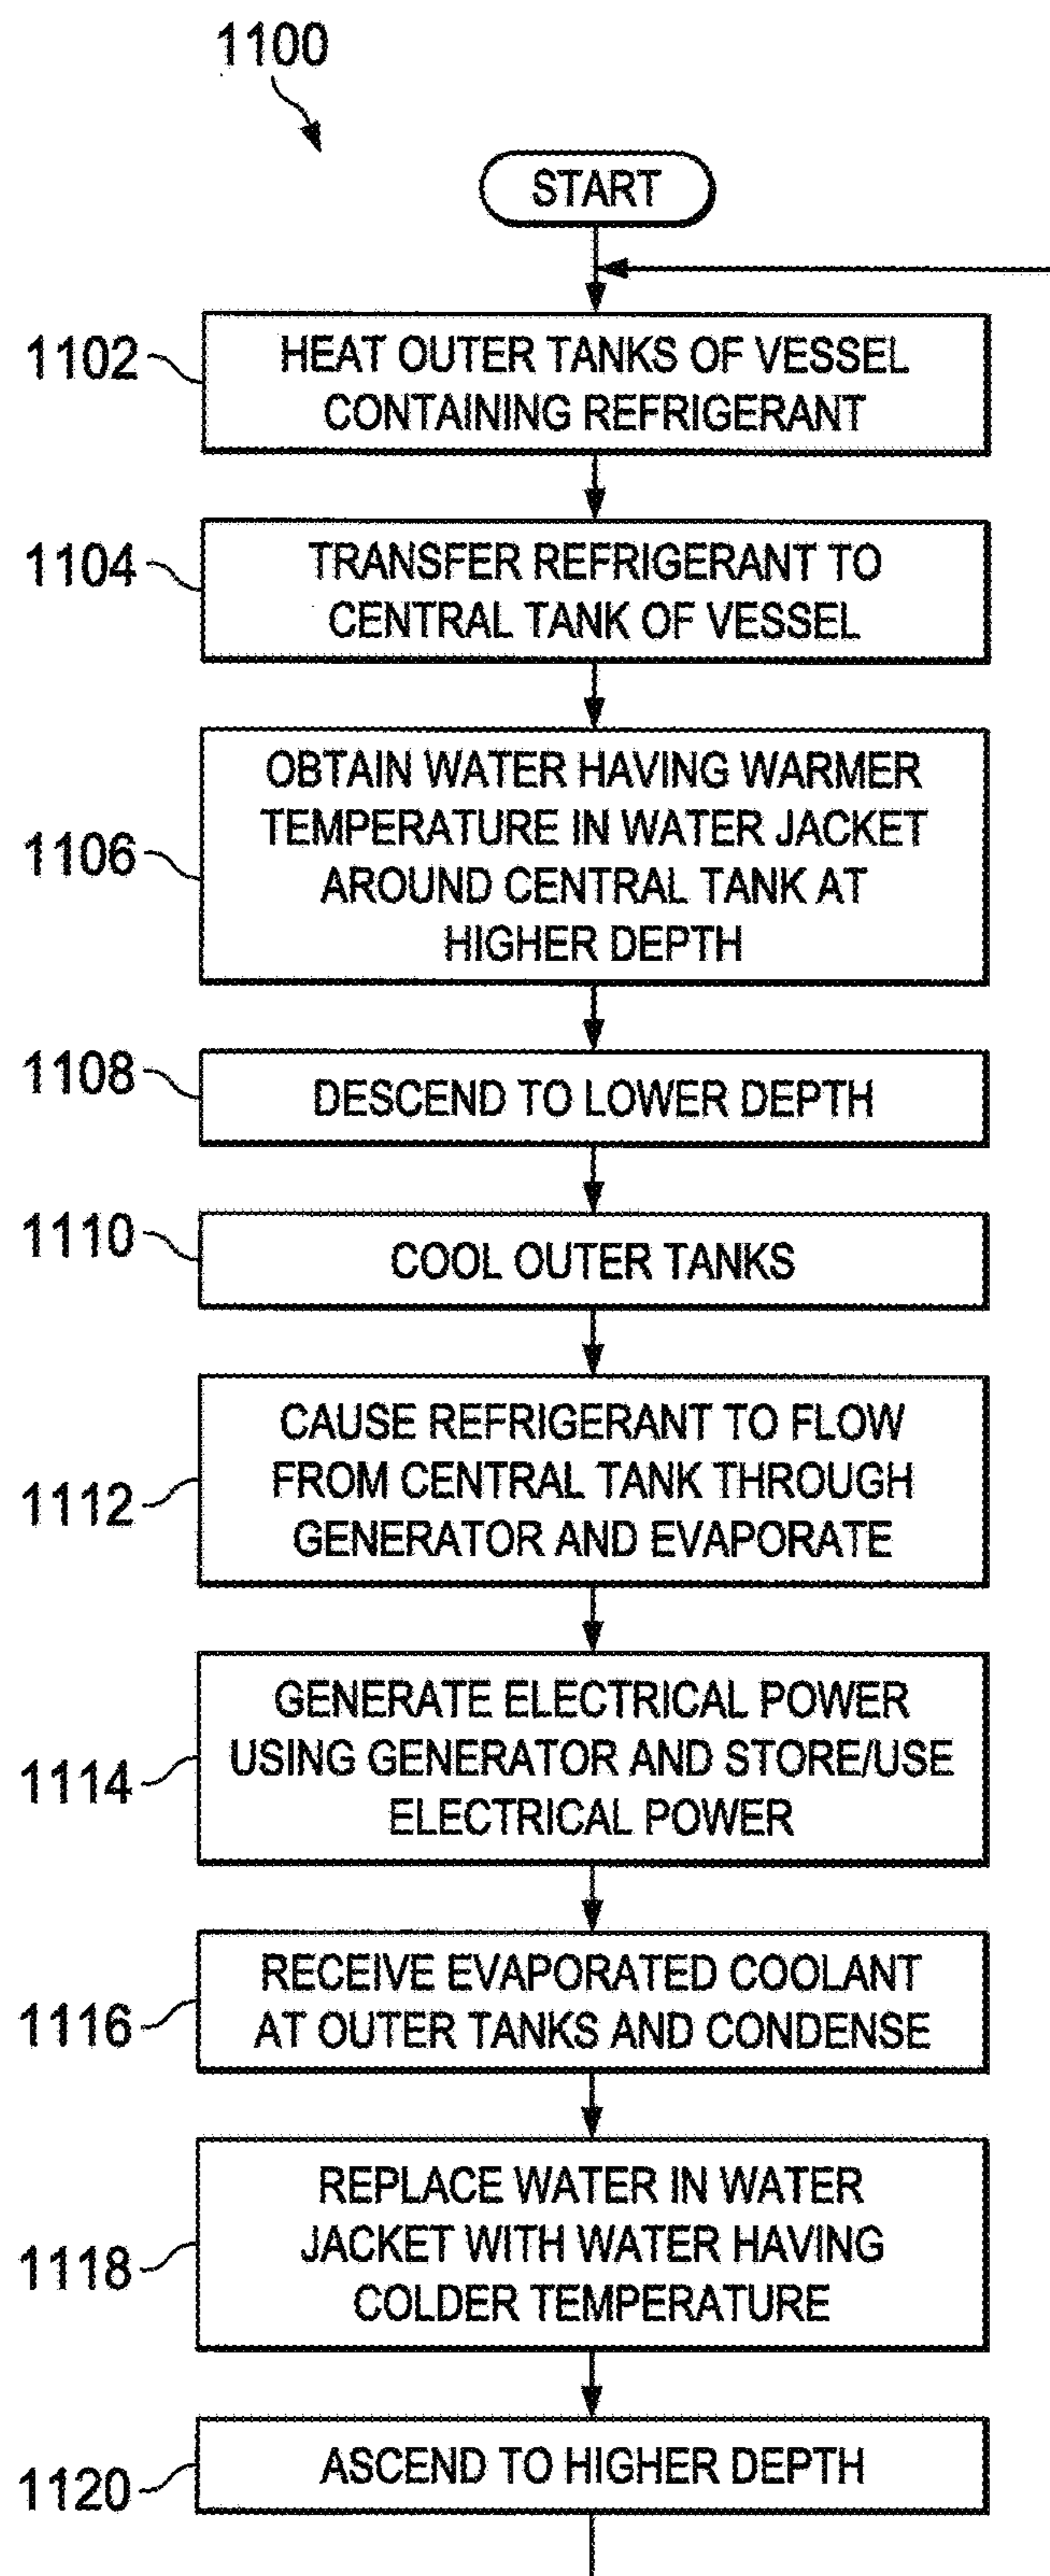 1100
START
1102
HEAT OUTER TANKS OF VESSEL
CONTAINING REFRIGERANT
1104
TRANSFER REFRIGERANT TO
CENTRAL TANK OF VESSEL
1106
OBTAIN WATER HAVING WARMER
TEMPERATURE IN WATER JACKET
AROUND CENTRAL TANK AT
HIGHER DEPTH
1108
DESCEND TO LOWER DEPTH
1110
COOL OUTER TANKS
1112
CAUSE REFRIGERANT TO FLOW
FROM CENTRAL TANK THROUGH
GENERATOR AND EVAPORATE
1114
GENERATE ELECTRICAL POWER
USING GENERATOR AND STORE/USE
ELECTRICAL POWER
1116
RECEIVE EVAPORATED COOLANT
AT OUTER TANKS AND CONDENSE
1118
REPLACE WATER IN WATER
JACKET WITH WATER HAVING
COLDER TEMPERATURE
1120
ASCEND TO HIGHER DEPTH